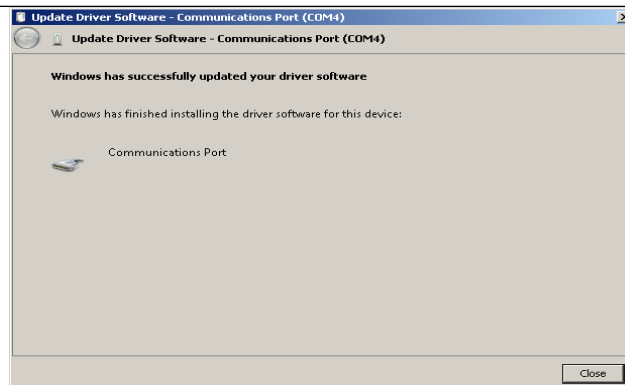 Update Driver Software - Communications Port (COM4)
Update Driver Software - Communications Port (COM4)
Windows has successfully updated your driver software
Windows has finished installing the driver software for this device:
Communications Port
Close